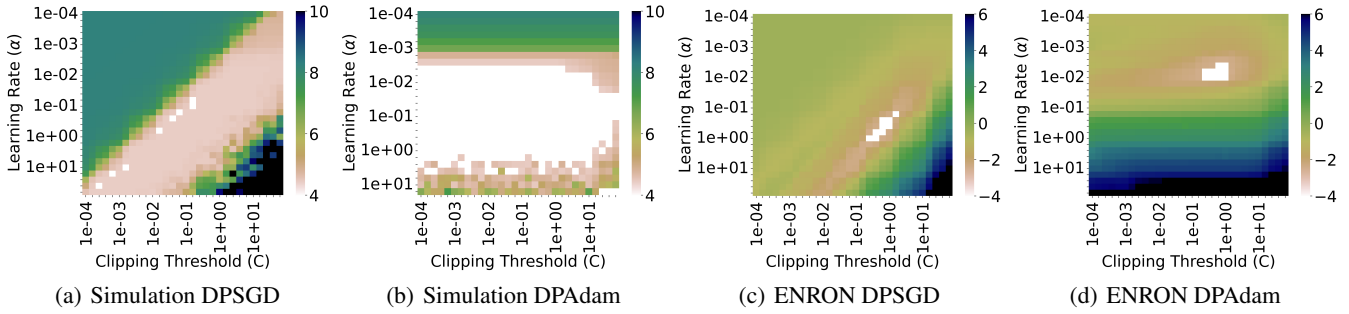 Learning Rate (α)
1e-04
1e-03
1e-02
1e-01
1e+00
1e+01
1e-04
1e-03
1e-02
1e-01
1e+00
1e+01
Clipping Threshold (C)
10
8
6
4
(a) Simulation DPSGD
Learning Rate (α)
1e-04
1e-03
1e-02
1e-01
1e+00
1e+01
1e-04
1e-03
1e-02
1e-01
1e+00
1e+01
Clipping Threshold (C)
10
8
6
4
(b) Simulation DPAdam
Learning Rate (α)
1e-04
1e-03
1e-02
1e-01
1e+00
1e+01
1e-04
1e-03
1e-02
1e-01
1e+00
1e+01
Clipping Threshold (C)
6
4
2
0
−2
−4
(c) ENRON DPSGD
Learning Rate (α)
1e-04
1e-03
1e-02
1e-01
1e+00
1e+01
1e-04
1e-03
1e-02
1e-01
1e+00
1e+01
Clipping Threshold (C)
6
4
2
0
−2
−4
(d) ENRON DPAdam